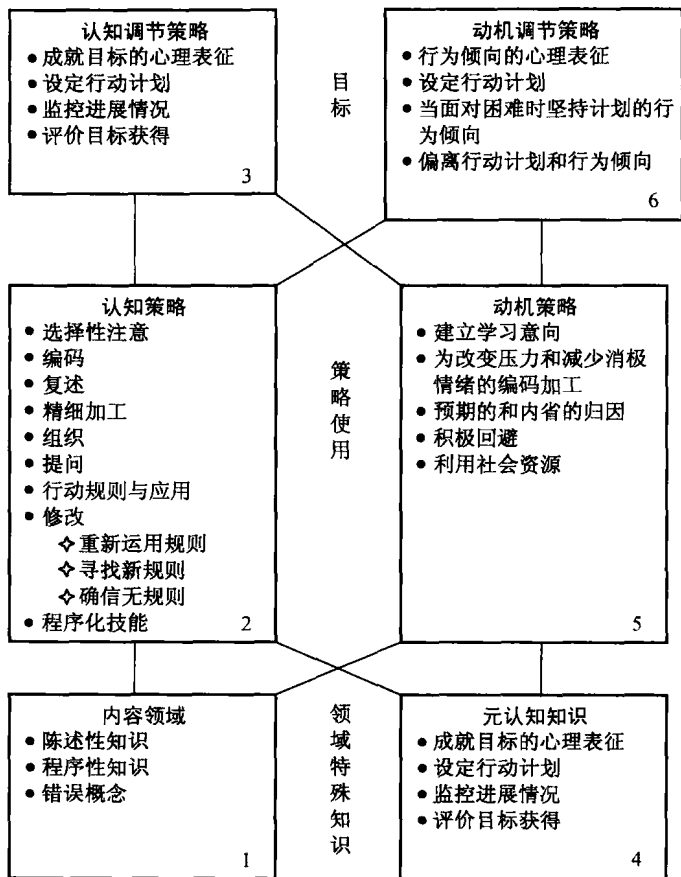 认知调节策略
● 成就目标的心理表征
● 设定行动计划
● 监控进展情况
● 评价目标获得
3
目
标
动机调节策略
● 行为倾向的心理表征
● 设定行动计划
● 当面对困难时坚持计划的行
为倾向
● 偏离行动计划和行为倾向
6
认知策略
● 选择性注意
● 编码
● 复述
● 精细加工
● 组织
● 提问
● 行动规则与应用
● 修改
✧ 重新运用规则
✧ 寻找新规则
✧ 确信无规则
● 程序化技能
2
策
略
使
用
动机策略
● 建立学习意向
● 为改变压力和减少消极
情绪的编码加工
● 预期的和内省的归因
● 积极回避
● 利用社会资源
5
内容领域
● 陈述性知识
● 程序性知识
● 错误概念
1
领
域
特
殊
知
识
元认知知识
● 成就目标的心理表征
● 设定行动计划
● 监控进展情况
● 评价目标获得
4